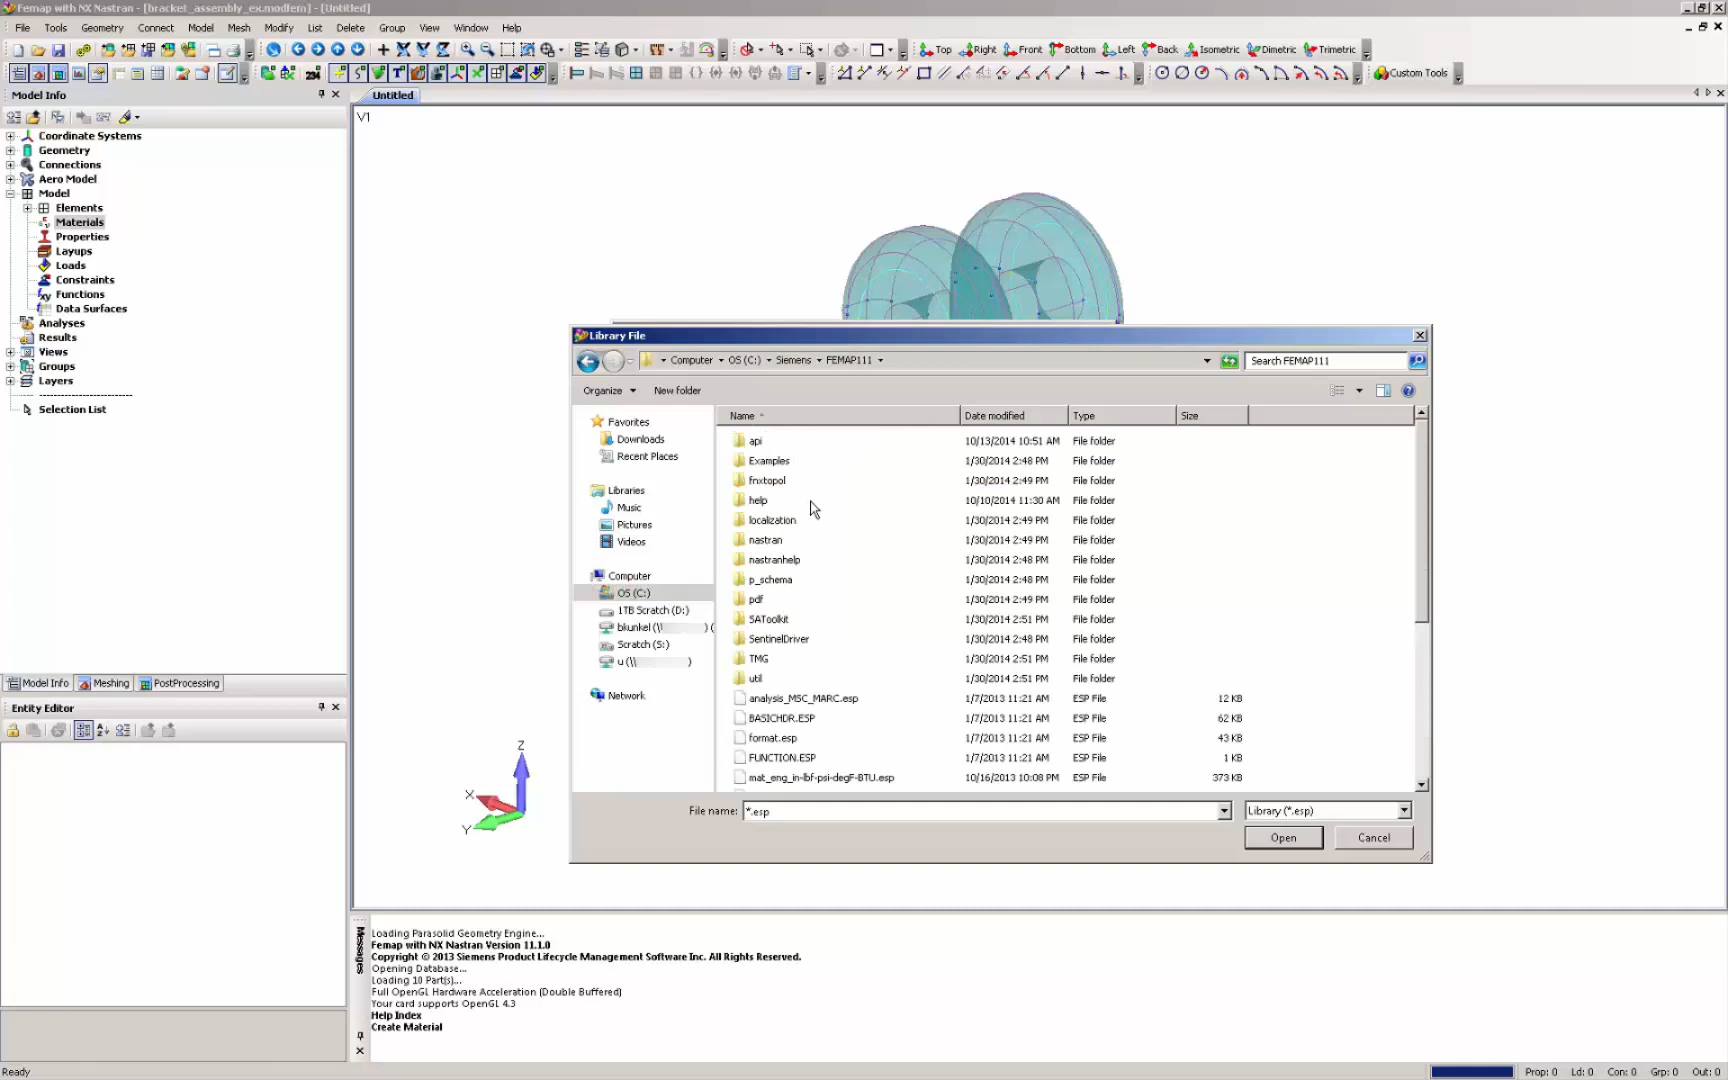 Femap with NX Nastran - [bracket_assembly_ex.modfem] - [Untitled]
File Tools Geometry Connect Model Mesh Modify List Delete Group View Window Help
Top Right Front Bottom Left Back Isometric Dimetric Trimetric
Custom Tools
Model Info
Untitled
V1
Coordinate Systems
Geometry
Connections
Aero Model
Model
Elements
Materials
Properties
Layups
Loads
Constraints
Functions
Data Surfaces
Analyses
Results
Views
Groups
Layers
Selection List
Model Info Meshing PostProcessing
Entity Editor
Library File
Computer OS (C:) Siemens FEMAP111
Search FEMAP111
Organize New folder
Favorites
Downloads
Recent Places
Libraries
Music
Pictures
Videos
Computer
OS (C:)
1TB Scratch (D:)
bkunkel (\\ ) (
Scratch (S:)
u (\\ )
Network
Name Date modified Type Size
api 10/13/2014 10:51 AM File folder
Examples 1/30/2014 2:48 PM File folder
fnxtopol 1/30/2014 2:49 PM File folder
help 10/10/2014 11:30 AM File folder
localization 1/30/2014 2:49 PM File folder
nastran 1/30/2014 2:49 PM File folder
nastranhelp 1/30/2014 2:49 PM File folder
p_schema 1/30/2014 2:48 PM File folder
pdf 1/30/2014 2:49 PM File folder
SAToolkit 1/30/2014 2:51 PM File folder
SentinelDriver 1/30/2014 2:48 PM File folder
TMG 1/30/2014 2:51 PM File folder
util 1/30/2014 2:51 PM File folder
analysis_MSC_MARC.esp 1/7/2013 11:21 AM ESP File 12 KB
BASICHDR.ESP 1/7/2013 11:21 AM ESP File 62 KB
format.esp 1/7/2013 11:21 AM ESP File 43 KB
FUNCTION.ESP 1/7/2013 11:21 AM ESP File 1 KB
mat_eng_in-lbf-psi-degF-BTU.esp 10/16/2013 10:08 PM ESP File 373 KB
File name: *.esp Library (*.esp)
Open Cancel
Z
X
Y
Messages
Loading Parasolid Geometry Engine...
Femap with NX Nastran Version 11.1.0
Copyright © 2013 Siemens Product Lifecycle Management Software Inc. All Rights Reserved.
Opening Database...
Loading 10 Part(s)...
Full OpenGL Hardware Acceleration (Double Buffered)
Your card supports OpenGL 4.3
Help Index
Create Material
Ready Prop: 0 Ld: 0 Con: 0 Grp: 0 Out: 0